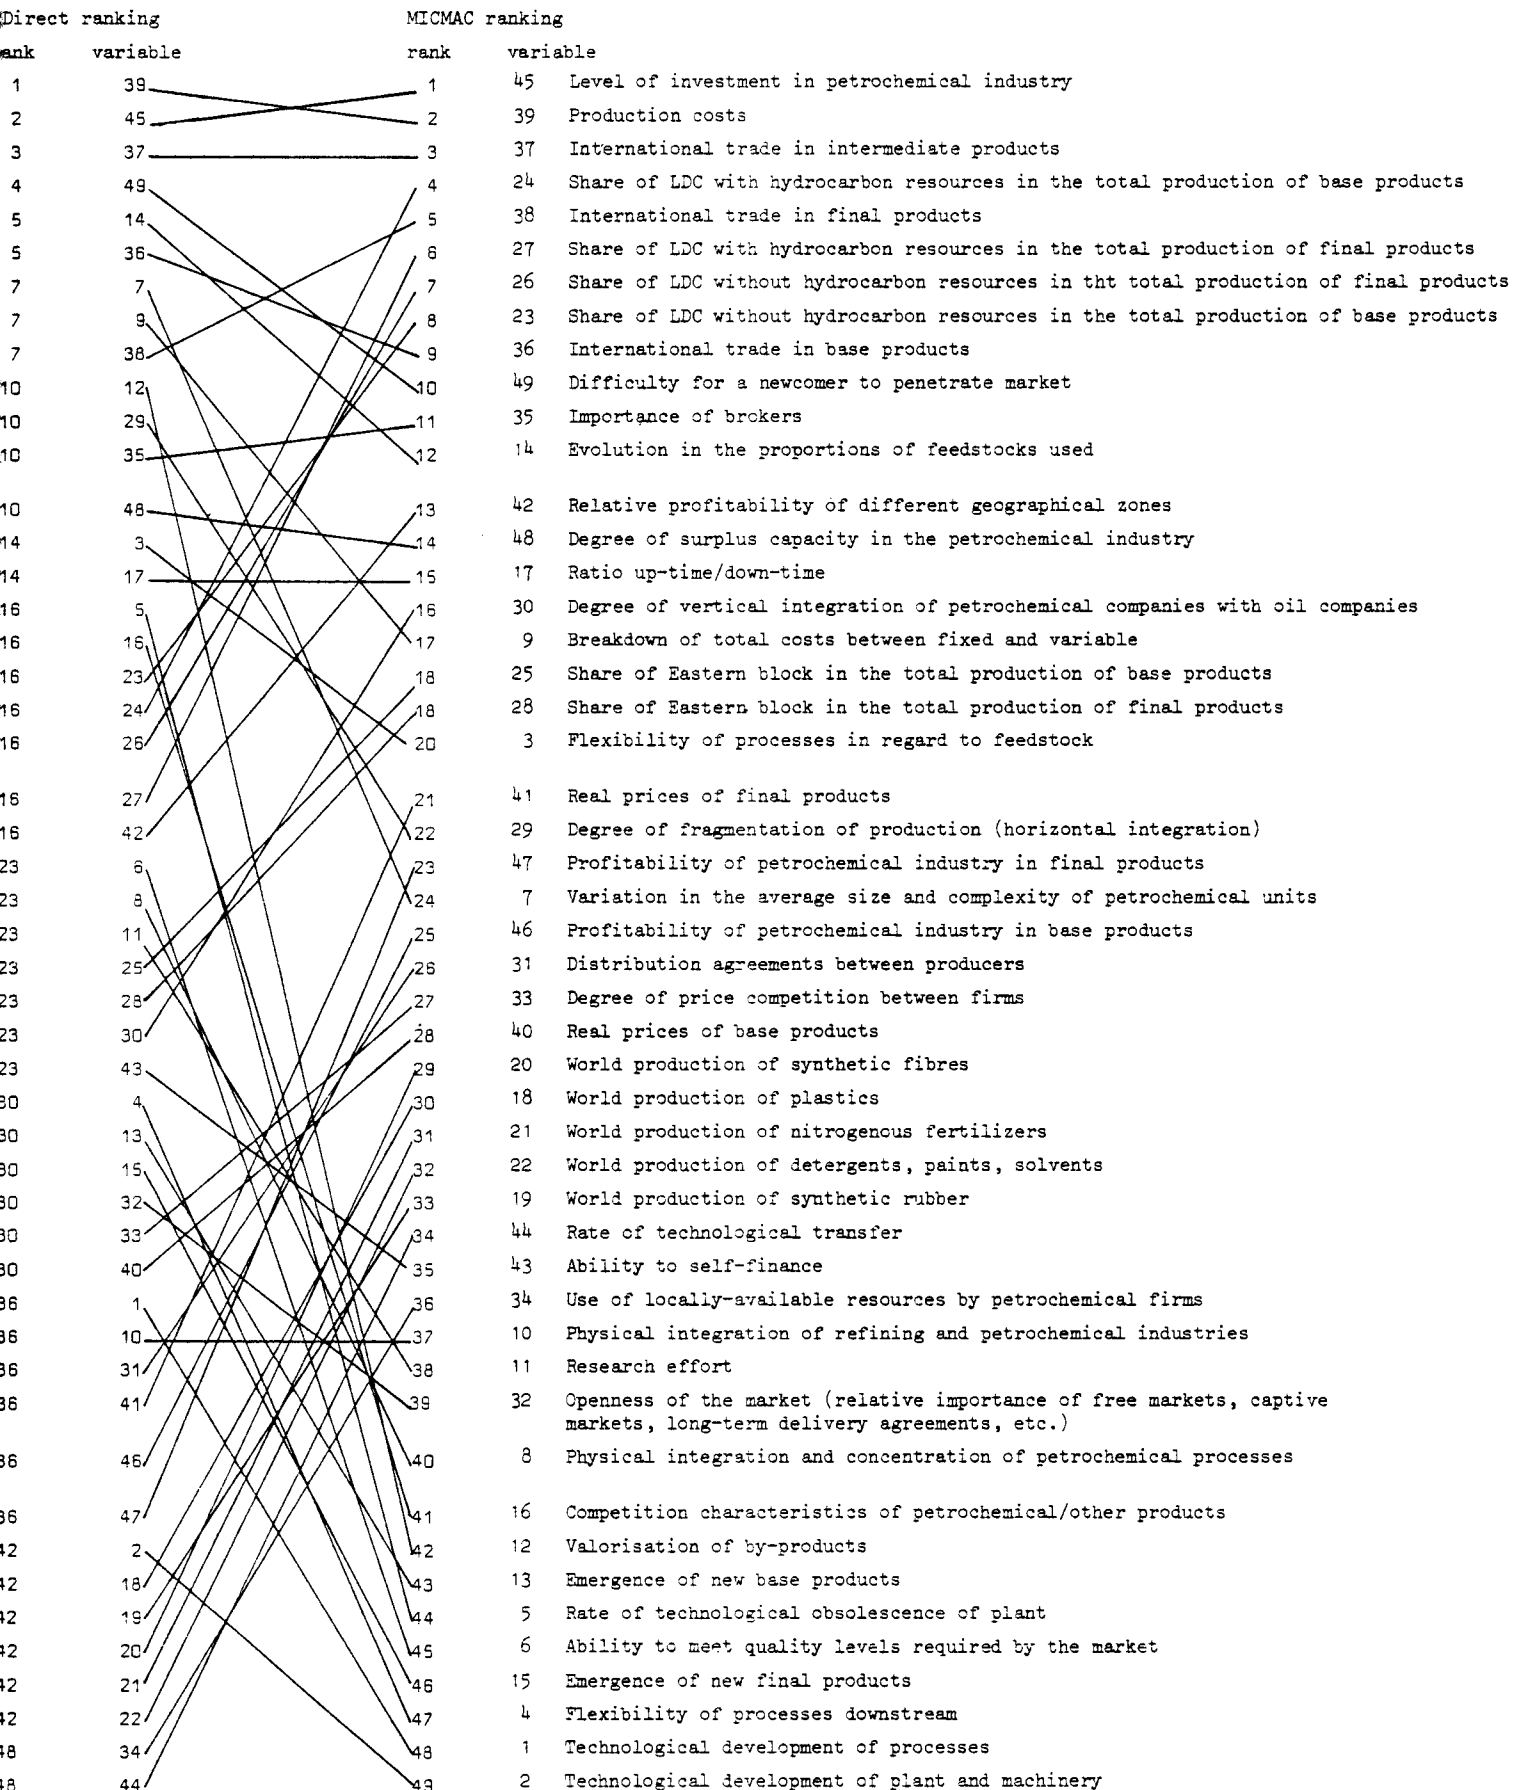 Direct ranking MICMAC ranking
ank variable rank variable
1 39 1 45 Level of investment in petrochemical industry
2 45 2 39 Production costs
3 37 3 37 International trade in intermediate products
4 49 4 24 Share of LDC with hydrocarbon resources in the total production of base products
5 14 5 38 International trade in final products
5 36 6 27 Share of LDC with hydrocarbon resources in the total production of final products
7 7 7 26 Share of LDC without hydrocarbon resources in tht total production of final products
7 9 8 23 Share of LDC without hydrocarbon resources in the total production of base products
7 38 9 36 International trade in base products
10 12 10 49 Difficulty for a newcomer to penetrate market
10 29 11 35 Importance of brokers
10 35 12 14 Evolution in the proportions of feedstocks used
10 48 13 42 Relative profitability of different geographical zones
14 3 14 48 Degree of surplus capacity in the petrochemical industry
14 17 15 17 Ratio up-time/down-time
16 5 16 30 Degree of vertical integration of petrochemical companies with oil companies
16 16 17 9 Breakdown of total costs between fixed and variable
16 23 18 25 Share of Eastern block in the total production of base products
16 24 18 28 Share of Eastern block in the total production of final products
16 26 20 3 Flexibility of processes in regard to feedstock
16 27 21 41 Real prices of final products
16 42 22 29 Degree of fragmentation of production (horizontal integration)
23 6 23 47 Profitability of petrochemical industry in final products
23 8 24 7 Variation in the average size and complexity of petrochemical units
23 11 25 46 Profitability of petrochemical industry in base products
23 25 26 31 Distribution agreements between producers
23 28 27 33 Degree of price competition between firms
23 30 28 40 Real prices of base products
23 43 29 20 World production of synthetic fibres
30 4 30 18 World production of plastics
30 13 31 21 World production of nitrogenous fertilizers
30 15 32 22 World production of detergents, paints, solvents
30 32 33 19 World production of synthetic rubber
30 33 34 44 Rate of technological transfer
30 40 35 43 Ability to self-finance
36 1 36 34 Use of locally-available resources by petrochemical firms
36 10 37 10 Physical integration of refining and petrochemical industries
36 31 38 11 Research effort
36 41 39 32 Openness of the market (relative importance of free markets, captive
markets, long-term delivery agreements, etc.)
36 46 40 8 Physical integration and concentration of petrochemical processes
36 47 41 16 Competition characteristics of petrochemical/other products
42 2 42 12 Valorisation of by-products
42 18 43 13 Emergence of new base products
42 19 44 5 Rate of technological obsolescence of plant
42 20 45 6 Ability to meet quality levels required by the market
42 21 46 15 Emergence of new final products
42 22 47 4 Flexibility of processes downstream
48 34 48 1 Technological development of processes
48 44 49 2 Technological development of plant and machinery